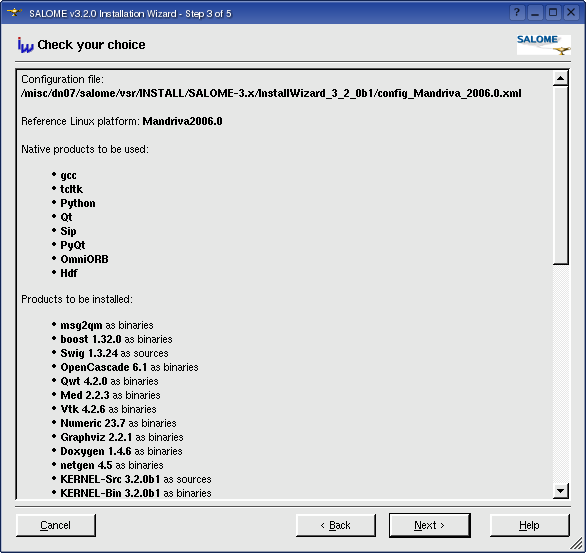 SALOME v3.2.0 Installation Wizard - Step 3 of 5
Check your choice
SALOME
Configuration file:
/misc/dn07/salome/vsr/INSTALL/SALOME-3.x/InstallWizard_3_2_0b1/config_Mandriva_2006.0.xml
Reference Linux platform: Mandriva2006.0
Native products to be used:
• gcc
• tcltk
• Python
• Qt
• Sip
• PyQt
• OmniORB
• Hdf
Products to be installed:
• msg2qm as binaries
• boost 1.32.0 as binaries
• Swig 1.3.24 as sources
• OpenCascade 6.1 as binaries
• Qwt 4.2.0 as binaries
• Med 2.2.3 as binaries
• Vtk 4.2.6 as binaries
• Numeric 23.7 as binaries
• Graphviz 2.2.1 as binaries
• Doxygen 1.4.6 as binaries
• netgen 4.5 as binaries
• KERNEL-Src 3.2.0b1 as sources
• KERNEL-Bin 3.2.0b1 as binaries
Cancel
< Back
Next >
Help